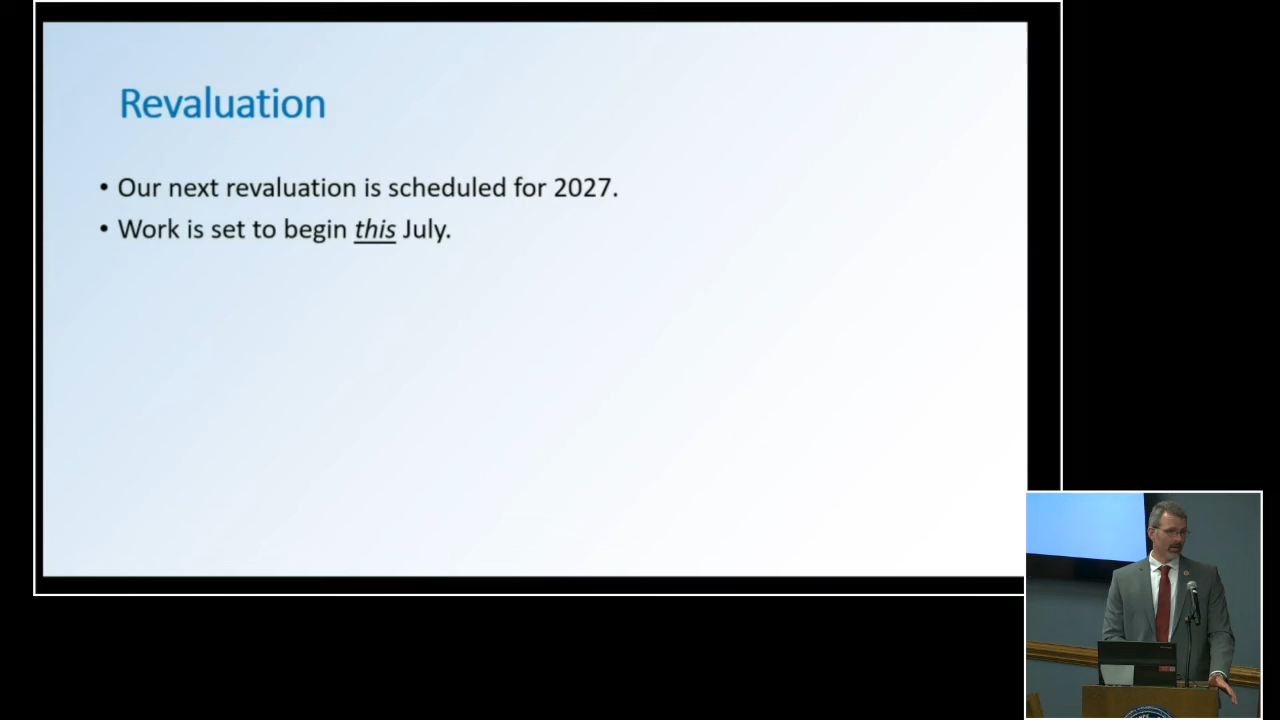 Revaluation
• Our next revaluation is scheduled for 2027.
• Work is set to begin this July.